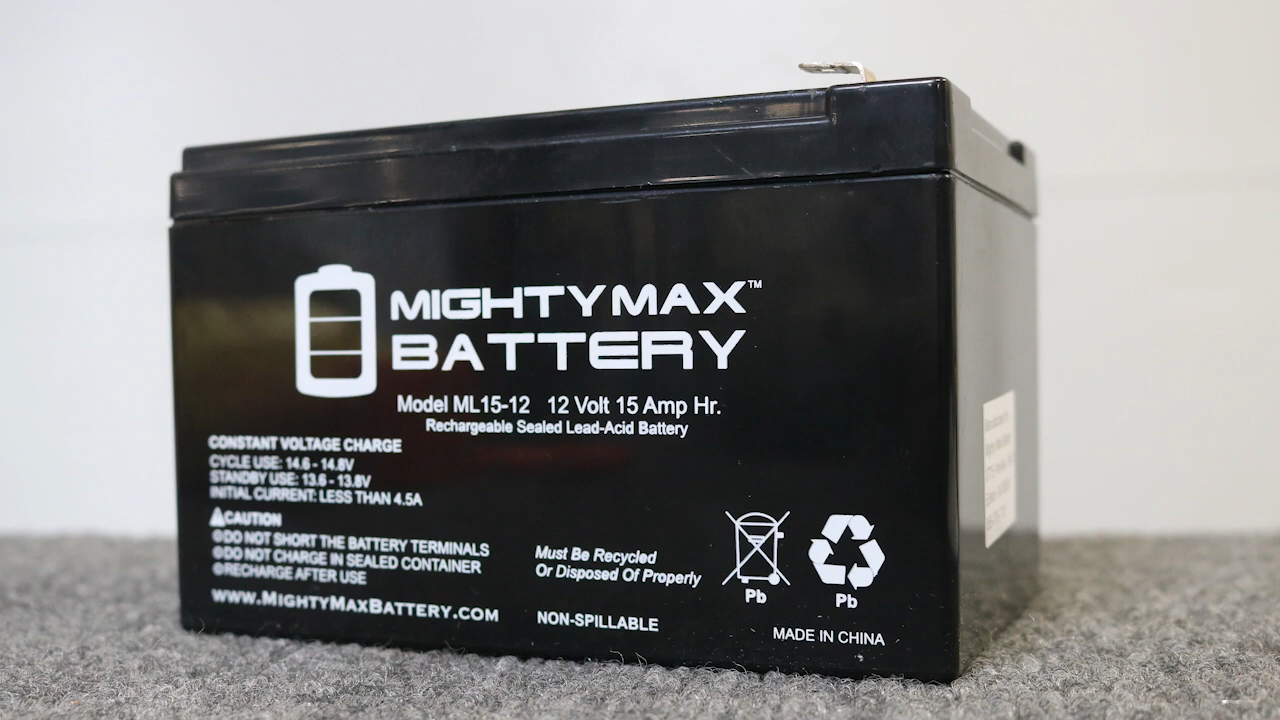 MIGHTYMAX™
BATTERY
Model ML15-12 12 Volt 15 Amp Hr.
Rechargeable Sealed Lead-Acid Battery
CONSTANT VOLTAGE CHARGE
CYCLE USE: 14.6 - 14.8V
STANDBY USE: 13.6 - 13.8V
INITIAL CURRENT: LESS THAN 4.5A
CAUTION
DO NOT SHORT THE BATTERY TERMINALS
DO NOT CHARGE IN SEALED CONTAINER
RECHARGE AFTER USE
WWW.MIGHTYMAXBATTERY.COM
Must Be Recycled
Or Disposed Of Properly
NON-SPILLABLE
Pb
Pb
MADE IN CHINA